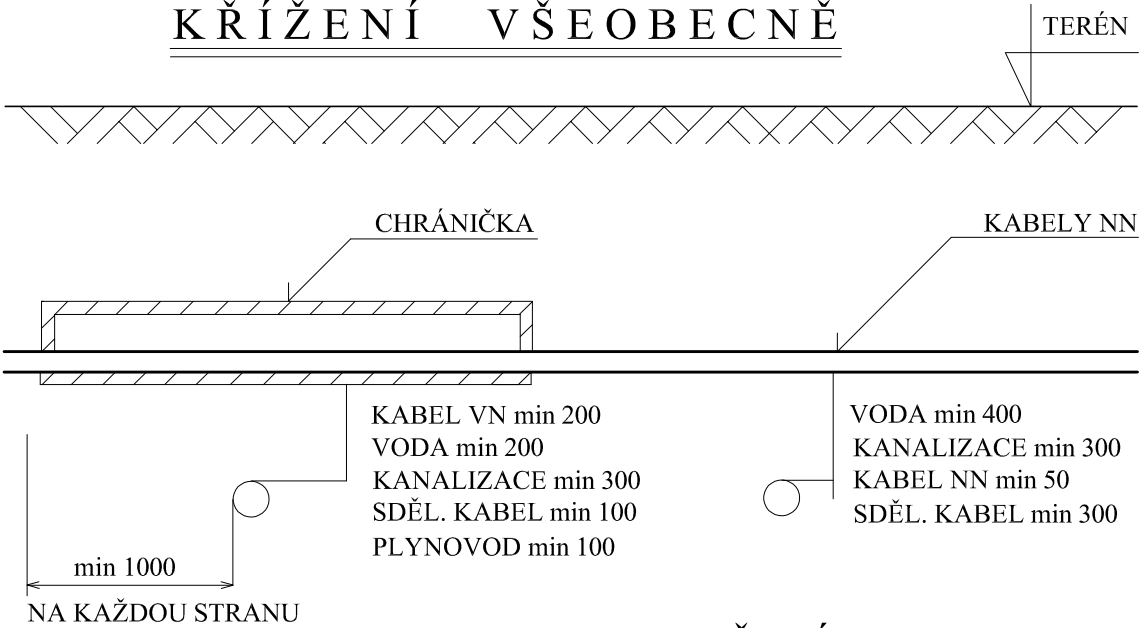 KŘÍŽENÍ VŠEOBECNĚ
TERÉN
CHRÁNIČKA
KABELY NN
KABEL VN min 200
VODA min 200
KANALIZACE min 300
SDĚL. KABEL min 100
PLYNOVOD min 100
VODA min 400
KANALIZACE min 300
KABEL NN min 50
SDĚL. KABEL min 300
min 1000
NA KAŽDOU STRANU